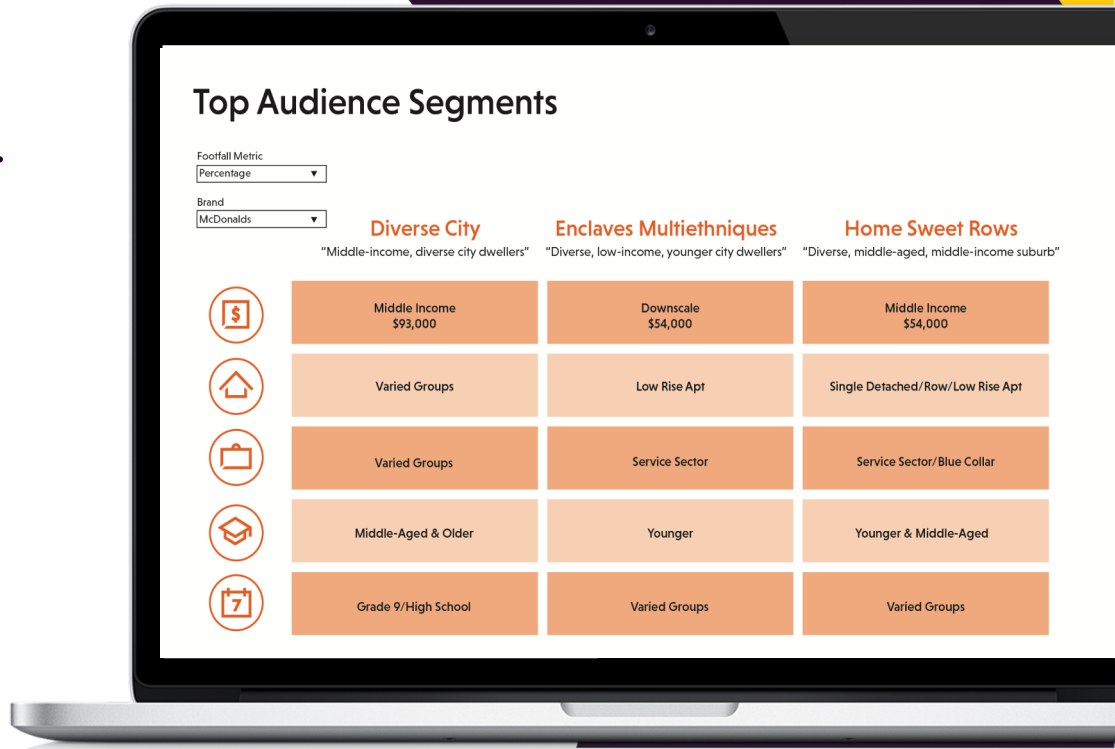 Top Audience Segments
Footfall Metric
Percentage
Brand
McDonalds
Diverse City
"Middle-income, diverse city dwellers"
Enclaves Multiethniques
"Diverse, low-income, younger city dwellers"
Home Sweet Rows
"Diverse, middle-aged, middle-income suburb"
$
Middle Income
$93,000
Downscale
$54,000
Middle Income
$54,000
Varied Groups
Low Rise Apt
Single Detached/Row/Low Rise Apt
Varied Groups
Service Sector
Service Sector/Blue Collar
Middle-Aged & Older
Younger
Younger & Middle-Aged
7
Grade 9/High School
Varied Groups
Varied Groups